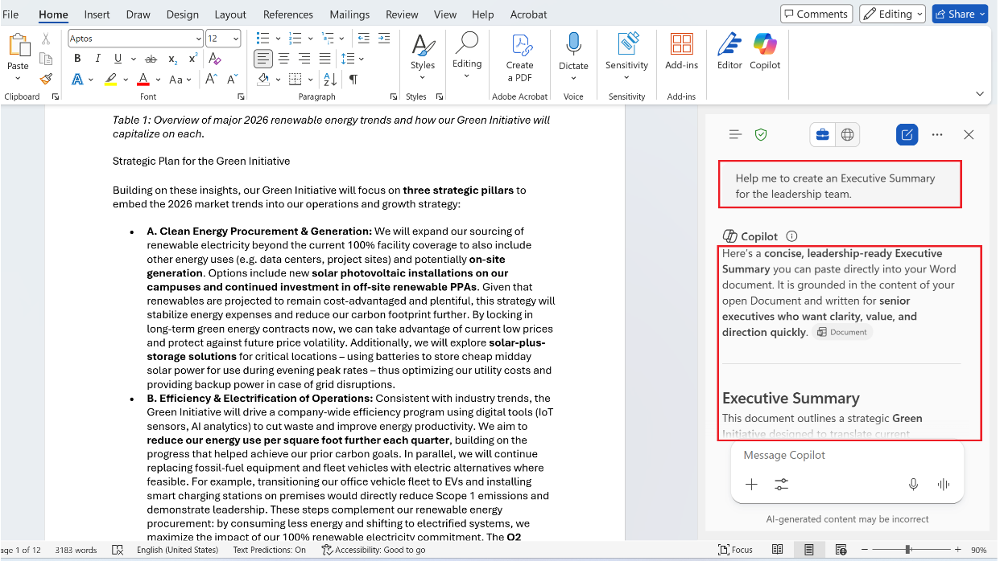 File Home Insert Draw Design Layout References Mailings Review View Help Acrobat Comments Editing Share
Paste
Clipboard
Aptos 12
B I U ab x₂ x² A
A A Aa A A
Font
A Z ¶
Paragraph
Styles
Styles
Editing
Create
a PDF
Adobe Acrobat
Dictate
Voice
Sensitivity
Sensitivity
Add-ins
Add-ins
Editor
Copilot
Table 1: Overview of major 2026 renewable energy trends and how our Green Initiative will
capitalize on each.
Strategic Plan for the Green Initiative
Building on these insights, our Green Initiative will focus on three strategic pillars to
embed the 2026 market trends into our operations and growth strategy:
• A. Clean Energy Procurement & Generation: We will expand our sourcing of
renewable electricity beyond the current 100% facility coverage to also include
other energy uses (e.g. data centers, project sites) and potentially on-site
generation. Options include new solar photovoltaic installations on our
campuses and continued investment in off-site renewable PPAs. Given that
renewables are projected to remain cost-advantaged and plentiful, this strategy will
stabilize energy expenses and reduce our carbon footprint further. By locking in
long-term green energy contracts now, we can take advantage of current low prices
and protect against future price volatility. Additionally, we will explore solar-plus-
storage solutions for critical locations – using batteries to store cheap midday
solar power for use during evening peak rates – thus optimizing our utility costs and
providing backup power in case of grid disruptions.
• B. Efficiency & Electrification of Operations: Consistent with industry trends, the
Green Initiative will drive a company-wide efficiency program using digital tools (IoT
sensors, AI analytics) to cut waste and improve energy productivity. We aim to
reduce our energy use per square foot further each quarter, building on the
progress that helped achieve our prior carbon goals. In parallel, we will continue
replacing fossil-fuel equipment and fleet vehicles with electric alternatives where
feasible. For example, transitioning our office vehicle fleet to EVs and installing
smart charging stations on premises would directly reduce Scope 1 emissions and
demonstrate leadership. These steps complement our renewable energy
procurement: by consuming less energy and shifting to electrified systems, we
maximize the impact of our 100% renewable electricity commitment. The Q2
Help me to create an Executive Summary
for the leadership team.
Copilot
Here's a concise, leadership-ready Executive
Summary you can paste directly into your Word
document. It is grounded in the content of your
open Document and written for senior
executives who want clarity, value, and
direction quickly. Document
Executive Summary
This document outlines a strategic Green
Initiative designed to translate current
Message Copilot
AI-generated content may be incorrect
age 1 of 12 3183 words English (United States) Text Predictions: On Accessibility: Good to go Focus 90%